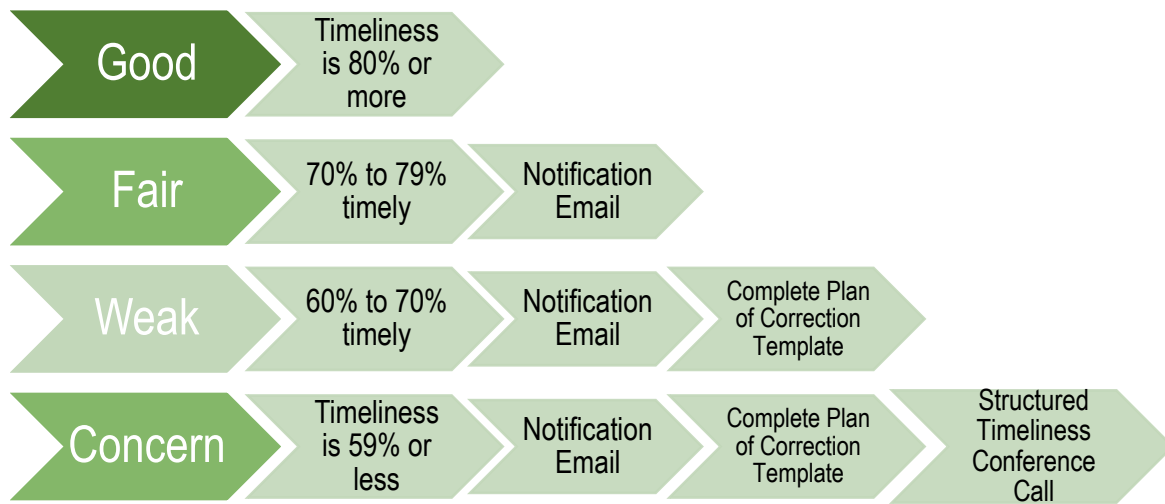 Good
Timeliness
is 80% or
more
Fair
70% to 79%
timely
Notification
Email
Weak
60% to 70%
timely
Notification
Email
Complete Plan
of Correction
Template
Concern
Timeliness
is 59% or
less
Notification
Email
Complete Plan
of Correction
Template
Structured
Timeliness
Conference
Call